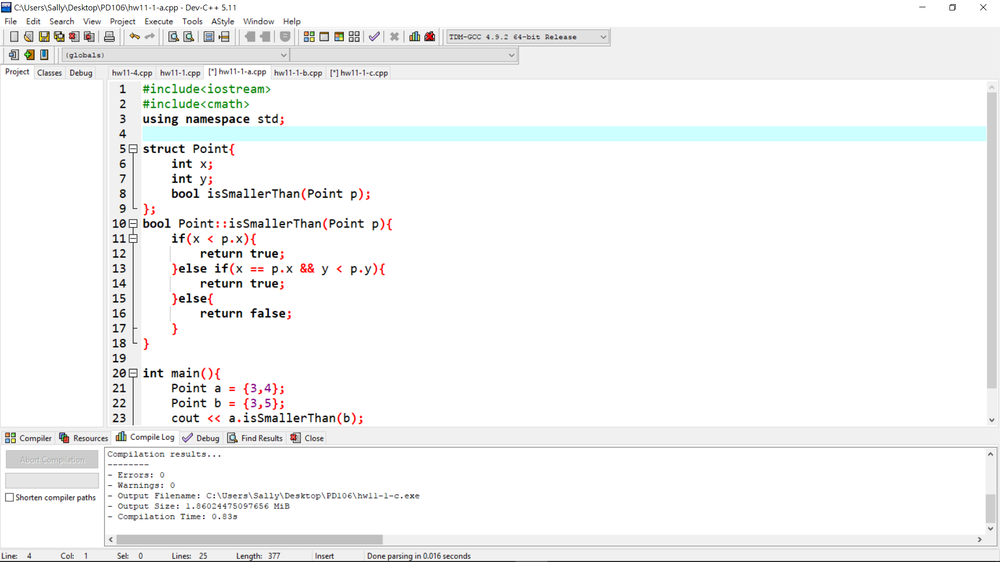 C:\Users\Sally\Desktop\PD106\hw11-1-a.cpp - Dev-C++ 5.11
File Edit Search View Project Execute Tools AStyle Window Help
TDM-GCC 4.9.2 64-bit Release
(globals)
Project Classes Debug hw11-4.cpp hw11-1.cpp [*] hw11-1-a.cpp hw11-1-b.cpp [*] hw11-1-c.cpp
1 #include<iostream>
2 #include<cmath>
3 using namespace std;
4
5 struct Point{
6 int x;
7 int y;
8 bool isSmallerThan(Point p);
9 };
10 bool Point::isSmallerThan(Point p){
11 if(x < p.x){
12 return true;
13 }else if(x == p.x && y < p.y){
14 return true;
15 }else{
16 return false;
17 }
18 }
19
20 int main(){
21 Point a = {3,4};
22 Point b = {3,5};
23 cout << a.isSmallerThan(b);
Compiler Resources Compile Log Debug Find Results Close
Abort Compilation
Shorten compiler paths
Compilation results...
--------
- Errors: 0
- Warnings: 0
- Output Filename: C:\Users\Sally\Desktop\PD106\hw11-1-c.exe
- Output Size: 1.86024475097656 MiB
- Compilation Time: 0.83s
Line: 4 Col: 1 Sel: 0 Lines: 25 Length: 377 Insert Done parsing in 0.016 seconds